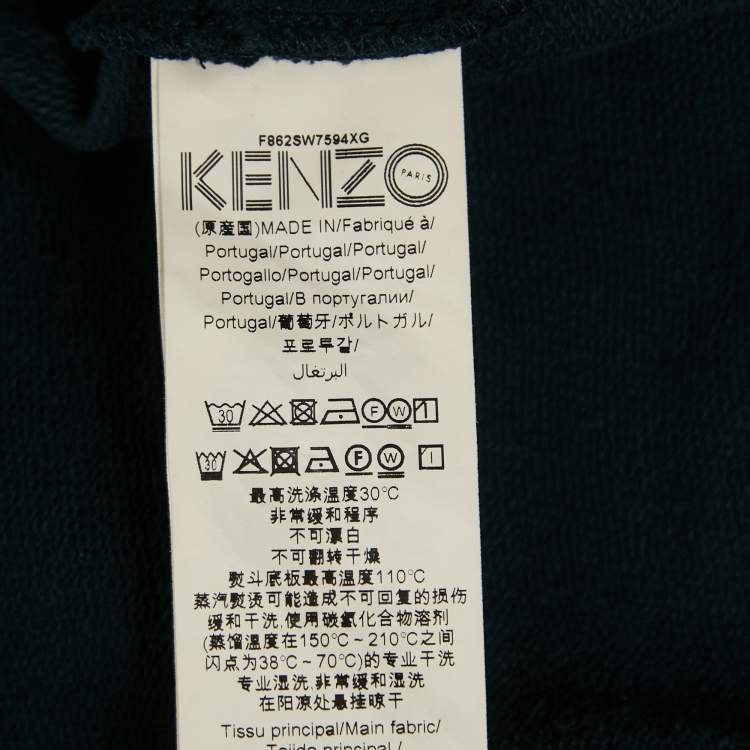 F862SW7594XG
KENZO
PARIS
(原産国)MADE IN/Fabriqué à/
Portugal/Portugal/Portugal/
Portogallo/Portugal/Portugal/
Portugal/В португалии/
Portugal/葡萄牙/ポルトガル/
포르투갈/
البرتغال
30 F W
30 F W
最高洗涤温度30℃
非常缓和程序
不可漂白
不可翻转干燥
熨斗底板最高温度110℃
蒸汽熨烫可能造成不可回复的损伤
缓和干洗,使用碳氢化合物溶剂
(蒸馏温度在150℃~210℃之间
闪点为38℃~70℃)的专业干洗
专业湿洗,非常缓和湿洗
在阳凉处悬挂晾干
Tissu principal/Main fabric/
Tejido principal/